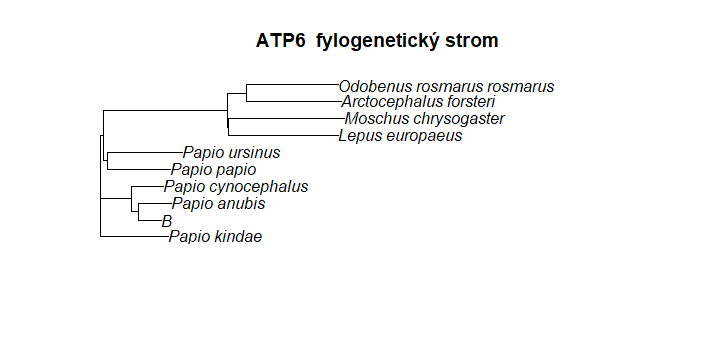 ATP6 fylogenetický strom
Odobenus rosmarus rosmarus
Arctocephalus forsteri
Moschus chrysogaster
Lepus europaeus
Papio ursinus
Papio papio
Papio cynocephalus
Papio anubis
B
Papio kindae